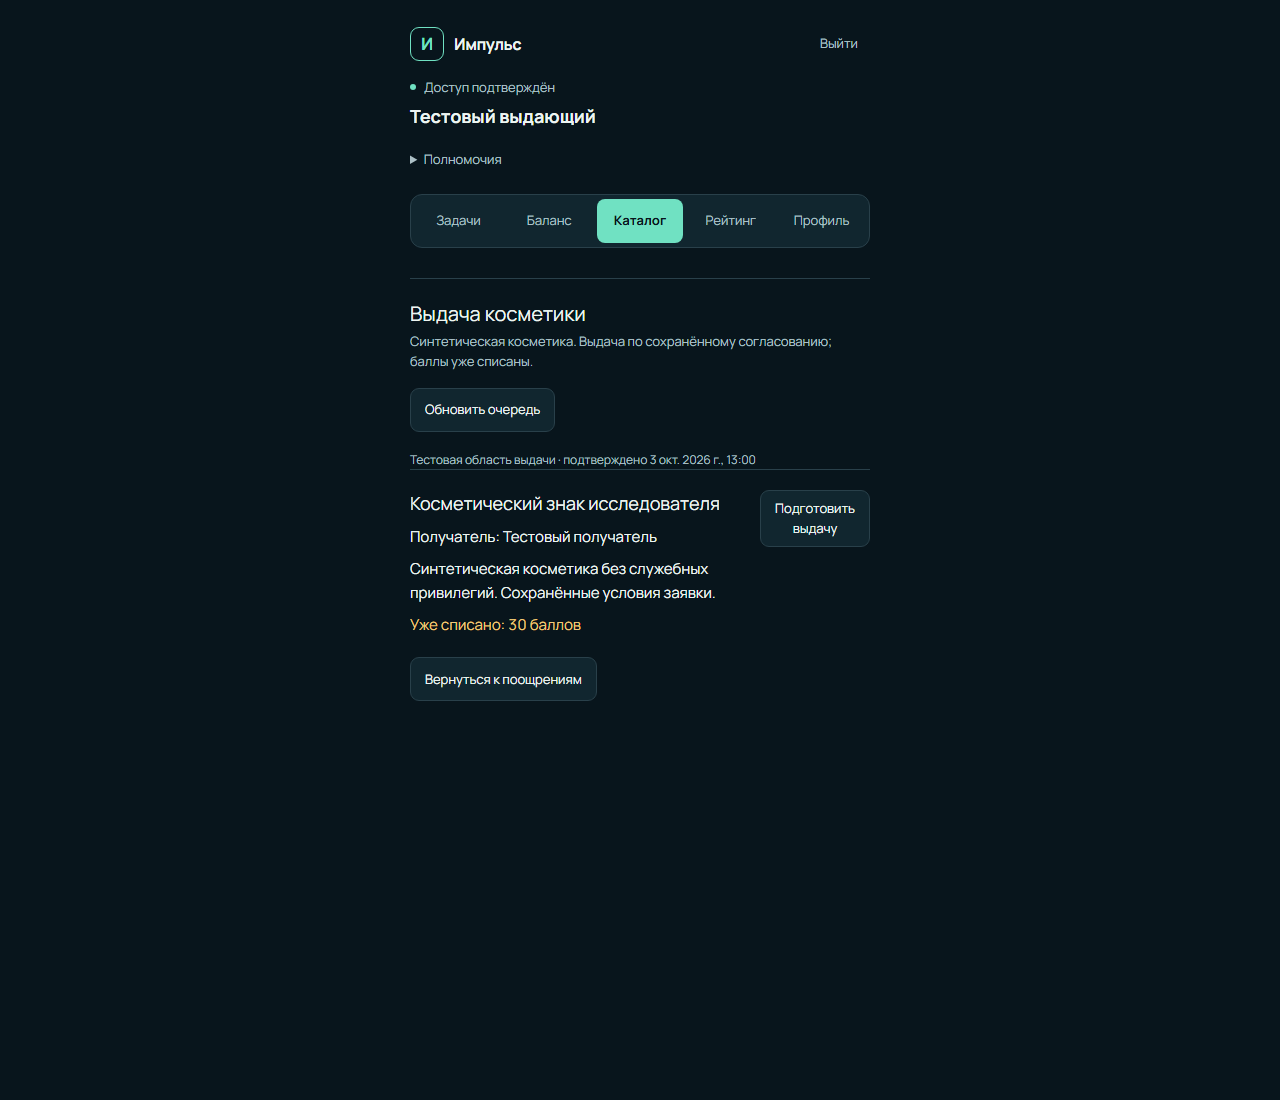 И Импульс Выйти
Доступ подтверждён
Тестовый выдающий
Полномочия
Задачи Баланс Каталог Рейтинг Профиль
Выдача косметики
Синтетическая косметика. Выдача по сохранённому согласованию;
баллы уже списаны.
Обновить очередь
Тестовая область выдачи · подтверждено 3 окт. 2026 г., 13:00
Косметический знак исследователя
Подготовить
выдачу
Получатель: Тестовый получатель
Синтетическая косметика без служебных
привилегий. Сохранённые условия заявки.
Уже списано: 30 баллов
Вернуться к поощрениям